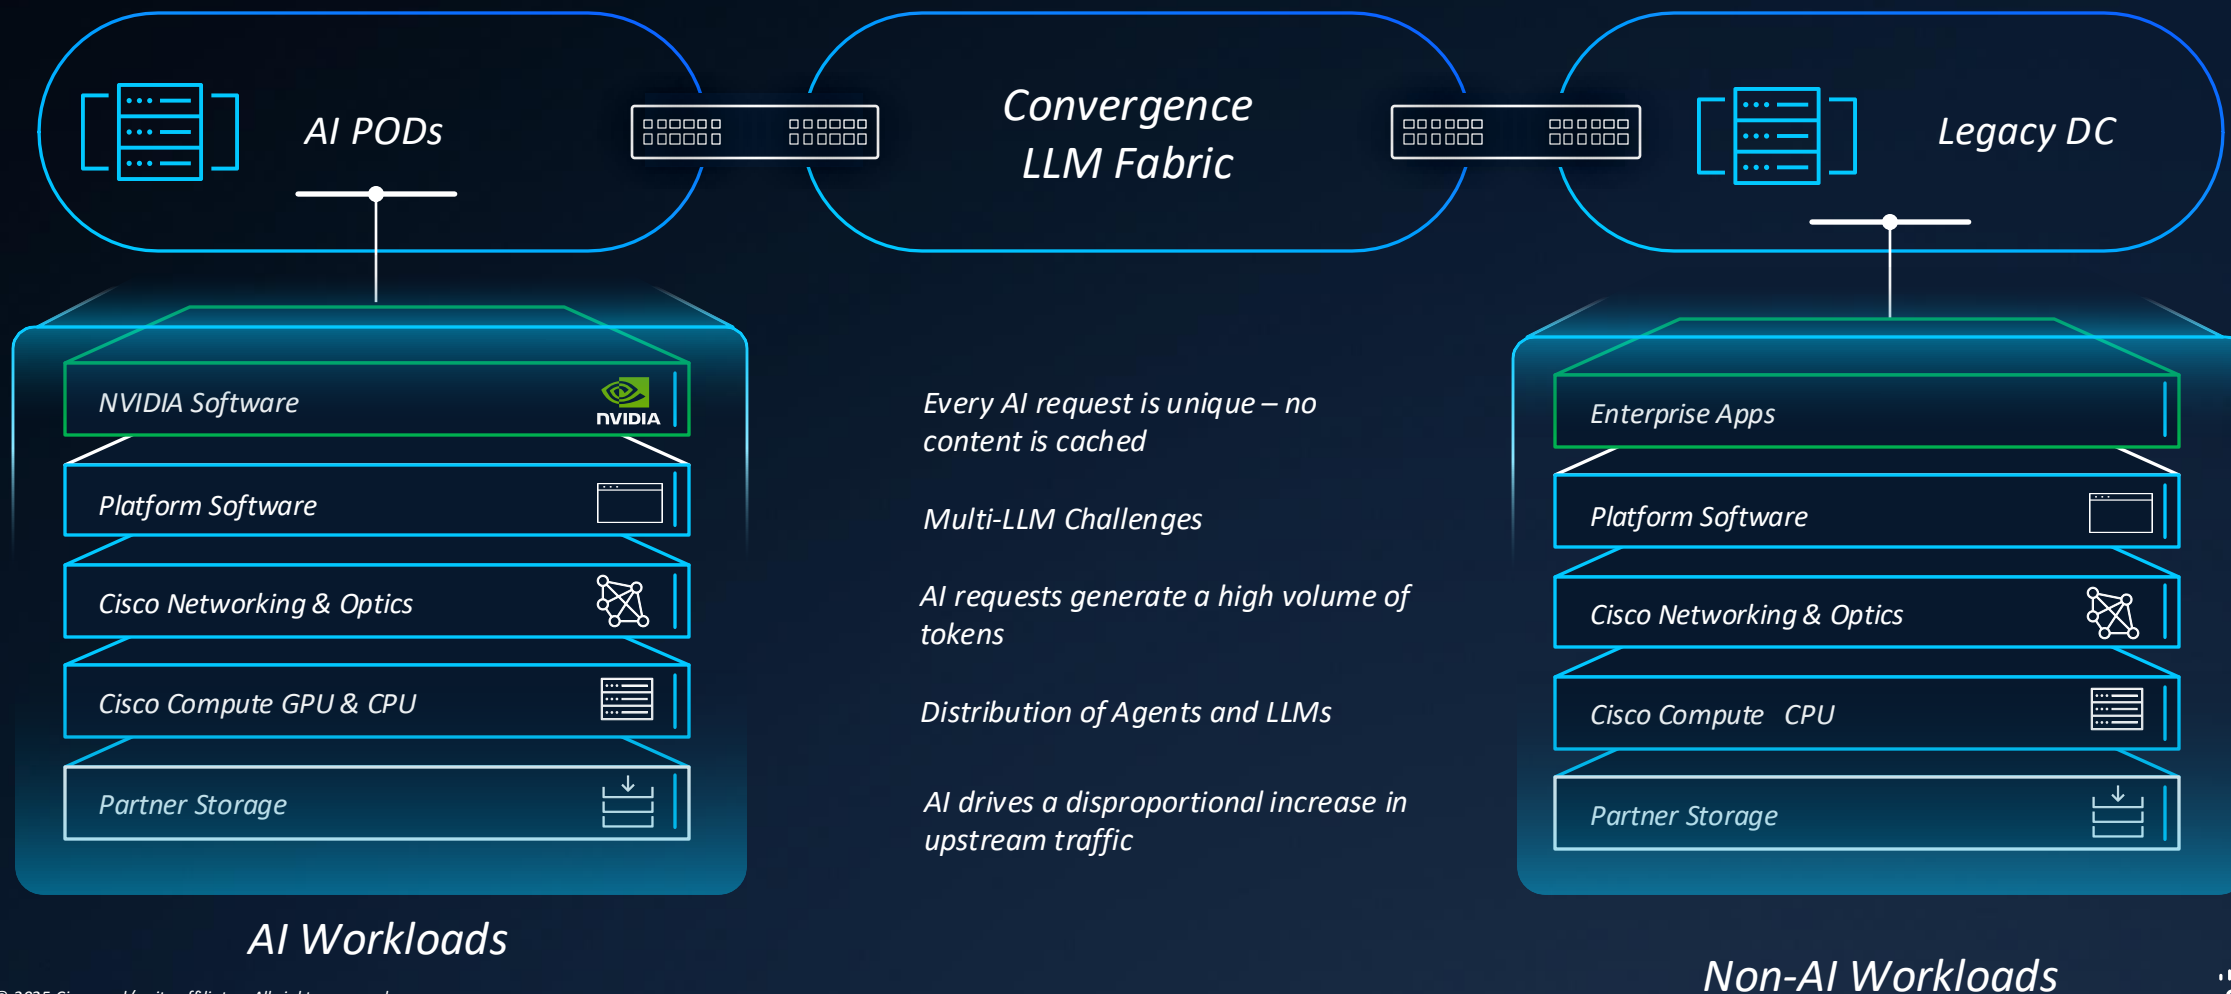 AI PODs
Convergence
LLM Fabric
Legacy DC
NVIDIA Software
NVIDIA
Platform Software
Cisco Networking & Optics
Cisco Compute GPU & CPU
Partner Storage
AI Workloads
Every AI request is unique – no
content is cached
Multi-LLM Challenges
AI requests generate a high volume of
tokens
Distribution of Agents and LLMs
AI drives a disproportional increase in
upstream traffic
Enterprise Apps
Platform Software
Cisco Networking & Optics
Cisco Compute CPU
Partner Storage
Non-AI Workloads
© 2025 Cisco